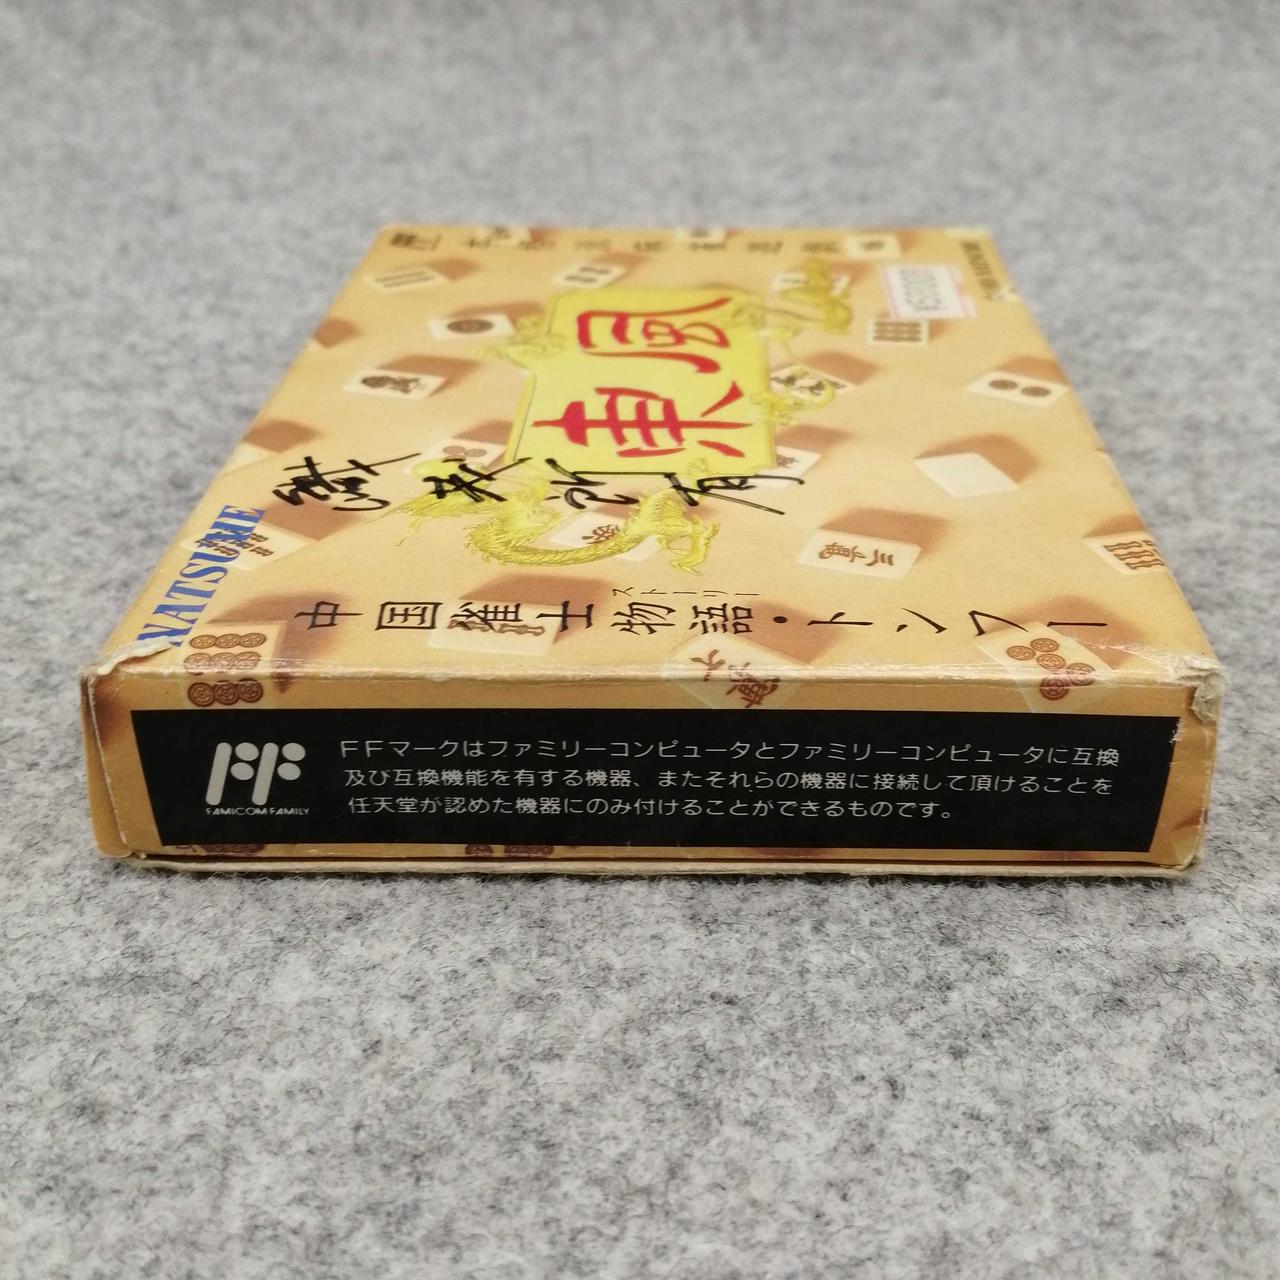 ¥5,000
東風
NATSUME
ストーリー
中国雀士物語・トンフー
FAMICOM FAMILY
FFマークはファミリーコンピュータとファミリーコンピュータに互換
及び互換機能を有する機器、またそれらの機器に接続して頂けることを
任天堂が認めた機器にのみ付けることができるものです。